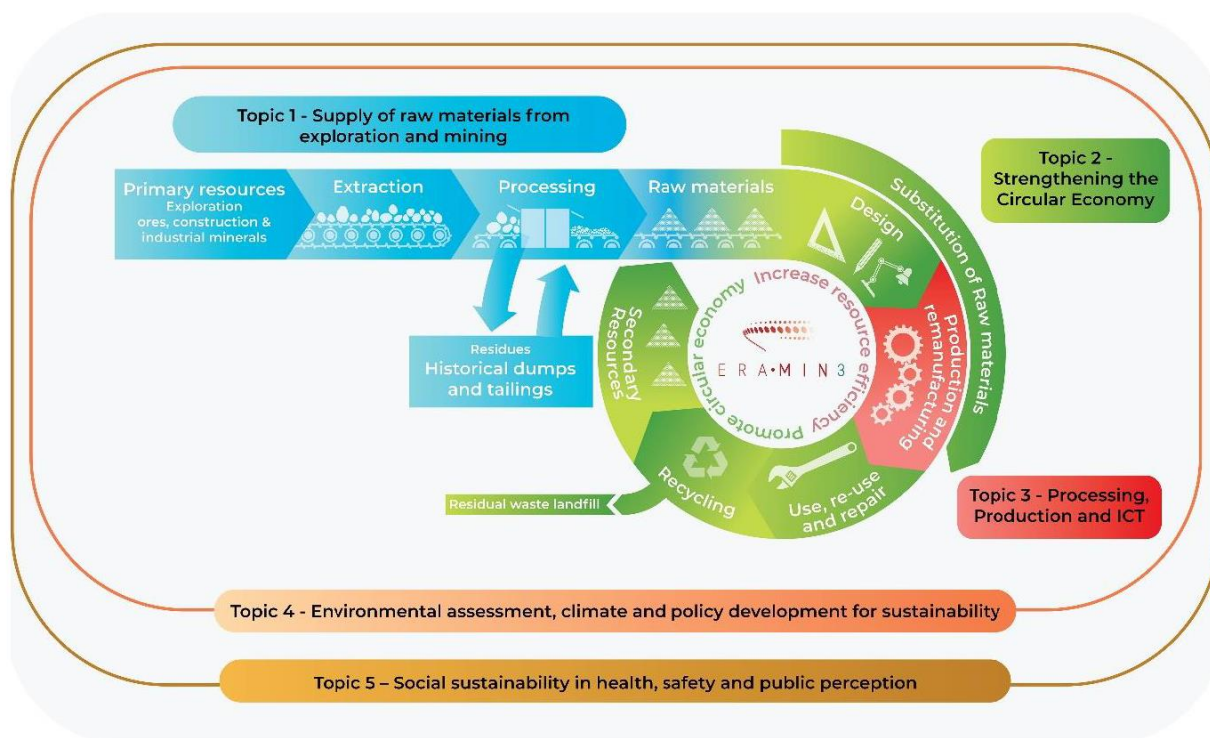 Topic 1 - Supply of raw materials from
exploration and mining
Primary resources
Exploration
ores, construction &
industrial minerals
Extraction
Processing
Raw materials
Design
Substitution of Raw materials
Topic 2 -
Strengthening the
Circular Economy
Residues
Historical dumps
and tailings
Secondary
Resources
Increase resource efficiency
Promote circular economy
ERA•MIN3
Production and
remanufacturing
Recycling
Use, re-use
and repair
Residual waste landfill
Topic 3 - Processing,
Production and ICT
Topic 4 - Environmental assessment, climate and policy development for sustainability
Topic 5 – Social sustainability in health, safety and public perception